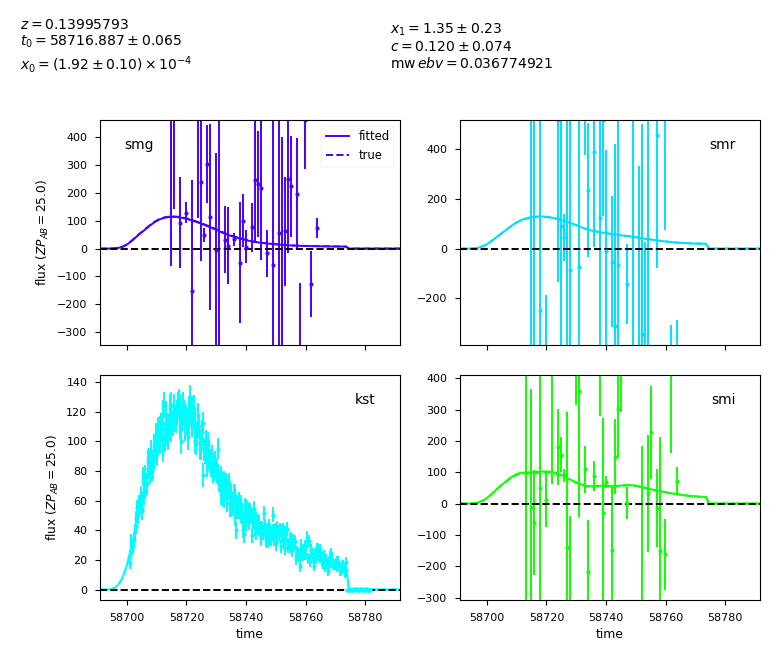 z = 0.13995793
t₀ = 58716.887 ± 0.065
x₀ = (1.92 ± 0.10) × 10⁻⁴
x₁ = 1.35 ± 0.23
c = 0.120 ± 0.074
mw ebv = 0.036774921
smg
fitted
true
400
300
200
100
0
−100
−200
−300
flux (ZP_AB = 25.0)
smr
400
200
0
−200
kst
140
120
100
80
60
40
20
0
flux (ZP_AB = 25.0)
58700 58720 58740 58760 58780
time
smi
400
300
200
100
0
−100
−200
−300
58700 58720 58740 58760 58780
time